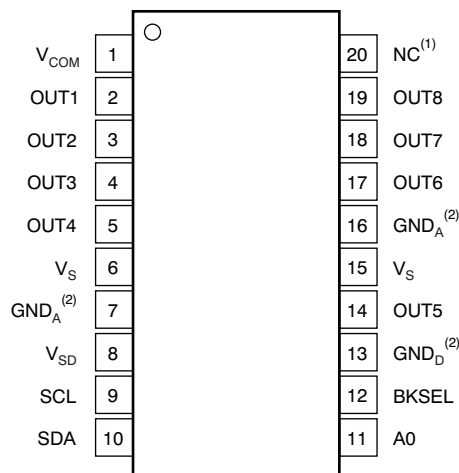 V_COM 1 20 NC(1)
OUT1 2 19 OUT8
OUT2 3 18 OUT7
OUT3 4 17 OUT6
OUT4 5 16 GND_A(2)
V_S 6 15 V_S
GND_A(2) 7 14 OUT5
V_SD 8 13 GND_D(2)
SCL 9 12 BKSEL
SDA 10 11 A0